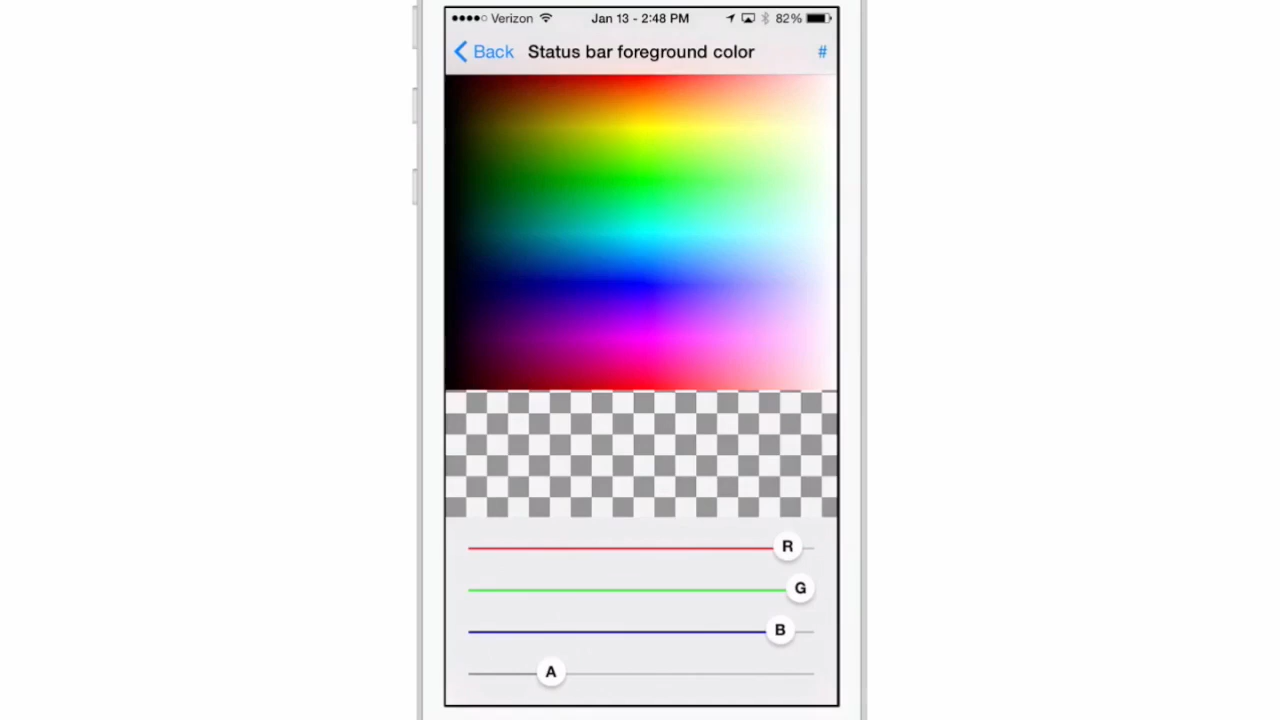 Verizon Jan 13 - 2:48 PM 82%
Back Status bar foreground color #
R
G
B
A